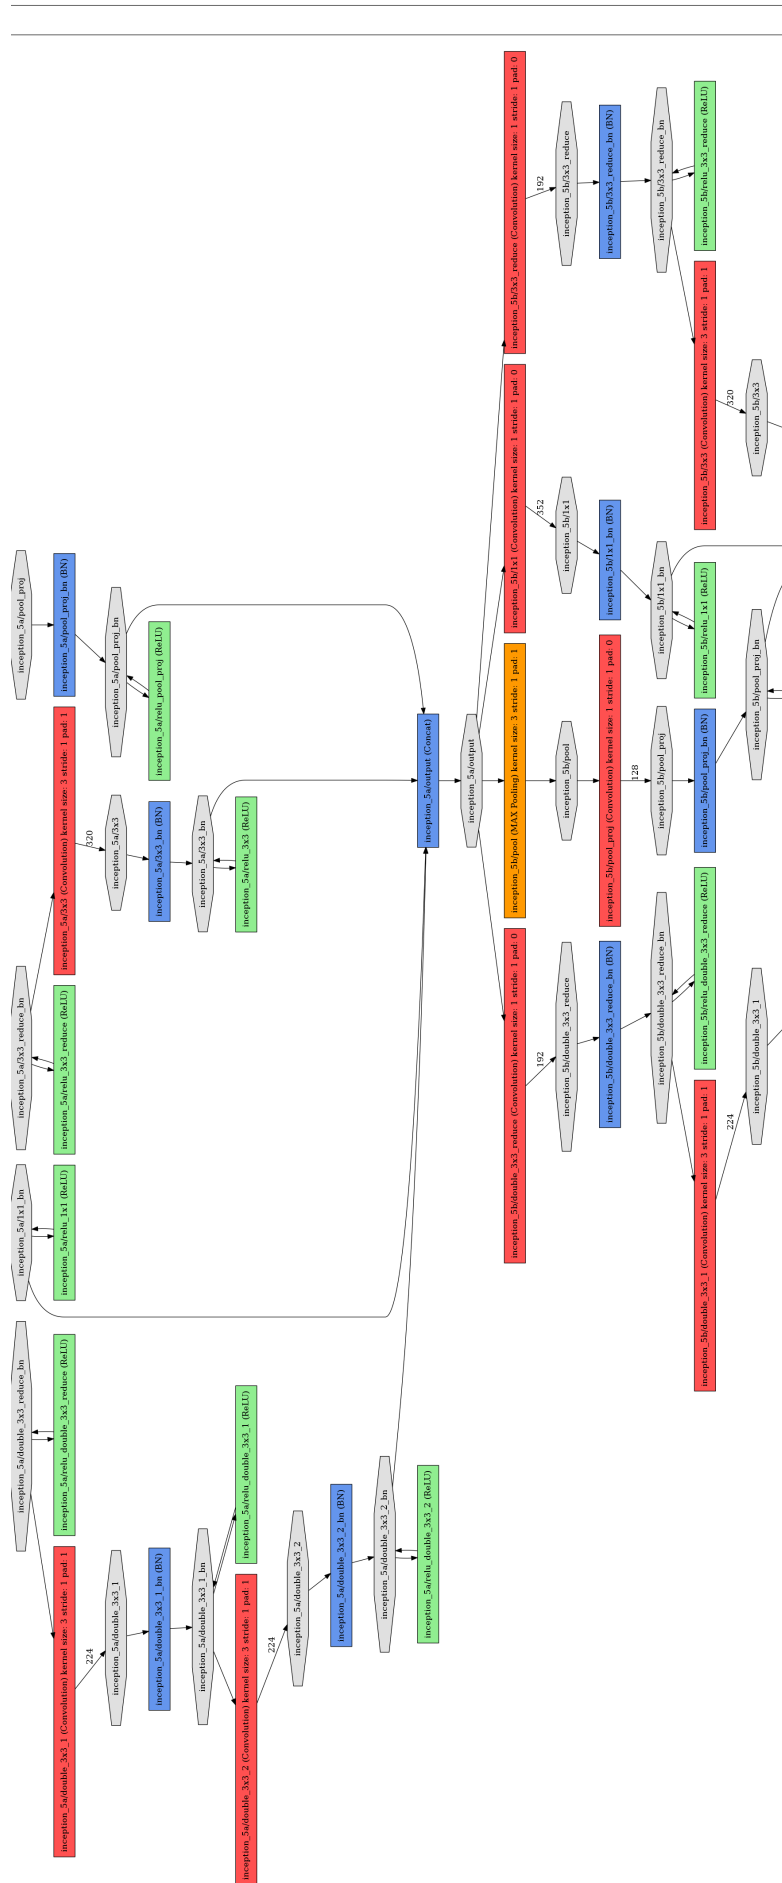 inception_5a/pool_proj
inception_5a/3x3_reduce_bn
inception_5a/1x1_bn
inception_5a/double_3x3_reduce_bn
inception_5a/pool_proj_bn (BN)
inception_5a/3x3 (Convolution) kernel size: 3 stride: 1 pad: 1
inception_5a/relu_3x3_reduce (ReLU)
inception_5a/relu_1x1 (ReLU)
inception_5a/relu_double_3x3_reduce (ReLU)
inception_5a/double_3x3_1 (Convolution) kernel size: 3 stride: 1 pad: 1
320
224
inception_5a/pool_proj_bn
inception_5a/3x3
inception_5a/double_3x3_1
inception_5a/relu_pool_proj (ReLU)
inception_5a/3x3_bn (BN)
inception_5a/double_3x3_1_bn (BN)
inception_5a/3x3_bn
inception_5a/double_3x3_1_bn
inception_5a/relu_3x3 (ReLU)
inception_5a/relu_double_3x3_1 (ReLU)
inception_5a/double_3x3_2 (Convolution) kernel size: 3 stride: 1 pad: 1
224
inception_5a/double_3x3_2
inception_5a/double_3x3_2_bn (BN)
inception_5a/double_3x3_2_bn
inception_5a/output (Concat)
inception_5a/relu_double_3x3_2 (ReLU)
inception_5a/output
inception_5b/3x3_reduce (Convolution) kernel size: 1 stride: 1 pad: 0
inception_5b/1x1 (Convolution) kernel size: 1 stride: 1 pad: 0
inception_5b/pool (MAX Pooling) kernel size: 3 stride: 1 pad: 1
inception_5b/double_3x3_reduce (Convolution) kernel size: 1 stride: 1 pad: 0
192
352
192
inception_5b/3x3_reduce
inception_5b/1x1
inception_5b/pool
inception_5b/double_3x3_reduce
inception_5b/3x3_reduce_bn (BN)
inception_5b/1x1_bn (BN)
inception_5b/pool_proj (Convolution) kernel size: 1 stride: 1 pad: 0
inception_5b/double_3x3_reduce_bn (BN)
128
inception_5b/3x3_reduce_bn
inception_5b/1x1_bn
inception_5b/pool_proj
inception_5b/double_3x3_reduce_bn
inception_5b/relu_3x3_reduce (ReLU)
inception_5b/3x3 (Convolution) kernel size: 3 stride: 1 pad: 1
inception_5b/relu_1x1 (ReLU)
inception_5b/pool_proj_bn (BN)
inception_5b/relu_double_3x3_reduce (ReLU)
inception_5b/double_3x3_1 (Convolution) kernel size: 3 stride: 1 pad: 1
320
224
inception_5b/3x3
inception_5b/pool_proj_bn
inception_5b/double_3x3_1